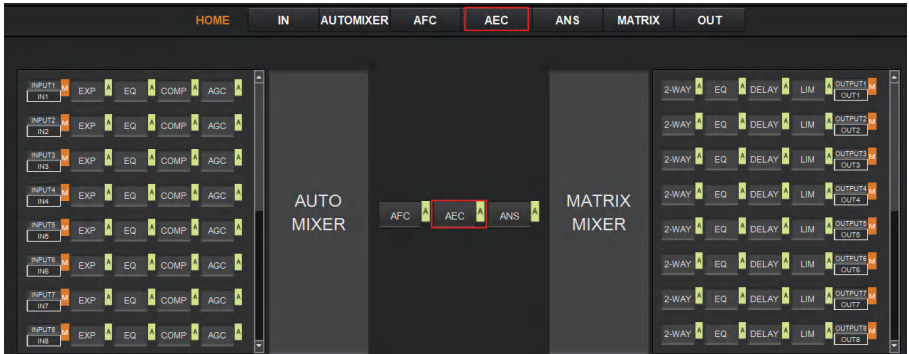 HOME IN AUTOMIXER AFC AEC ANS MATRIX OUT
INPUT1 M IN1 EXP A EQ A COMP A AGC A
INPUT2 M IN2 EXP A EQ A COMP A AGC A
INPUT3 M IN3 EXP A EQ A COMP A AGC A
INPUT4 M IN4 EXP A EQ A COMP A AGC A
INPUT5 M IN5 EXP A EQ A COMP A AGC A
INPUT6 M IN6 EXP A EQ A COMP A AGC A
INPUT7 M IN7 EXP A EQ A COMP A AGC A
INPUT8 M IN8 EXP A EQ A COMP A AGC A
AUTO
MIXER
AFC A AEC A ANS A
MATRIX
MIXER
2-WAY A EQ A DELAY A LIM A OUTPUT1 M OUT1
2-WAY A EQ A DELAY A LIM A OUTPUT2 M OUT2
2-WAY A EQ A DELAY A LIM A OUTPUT3 M OUT3
2-WAY A EQ A DELAY A LIM A OUTPUT4 M OUT4
2-WAY A EQ A DELAY A LIM A OUTPUT5 M OUT5
2-WAY A EQ A DELAY A LIM A OUTPUT6 M OUT6
2-WAY A EQ A DELAY A LIM A OUTPUT7 M OUT7
2-WAY A EQ A DELAY A LIM A OUTPUT8 M OUT8